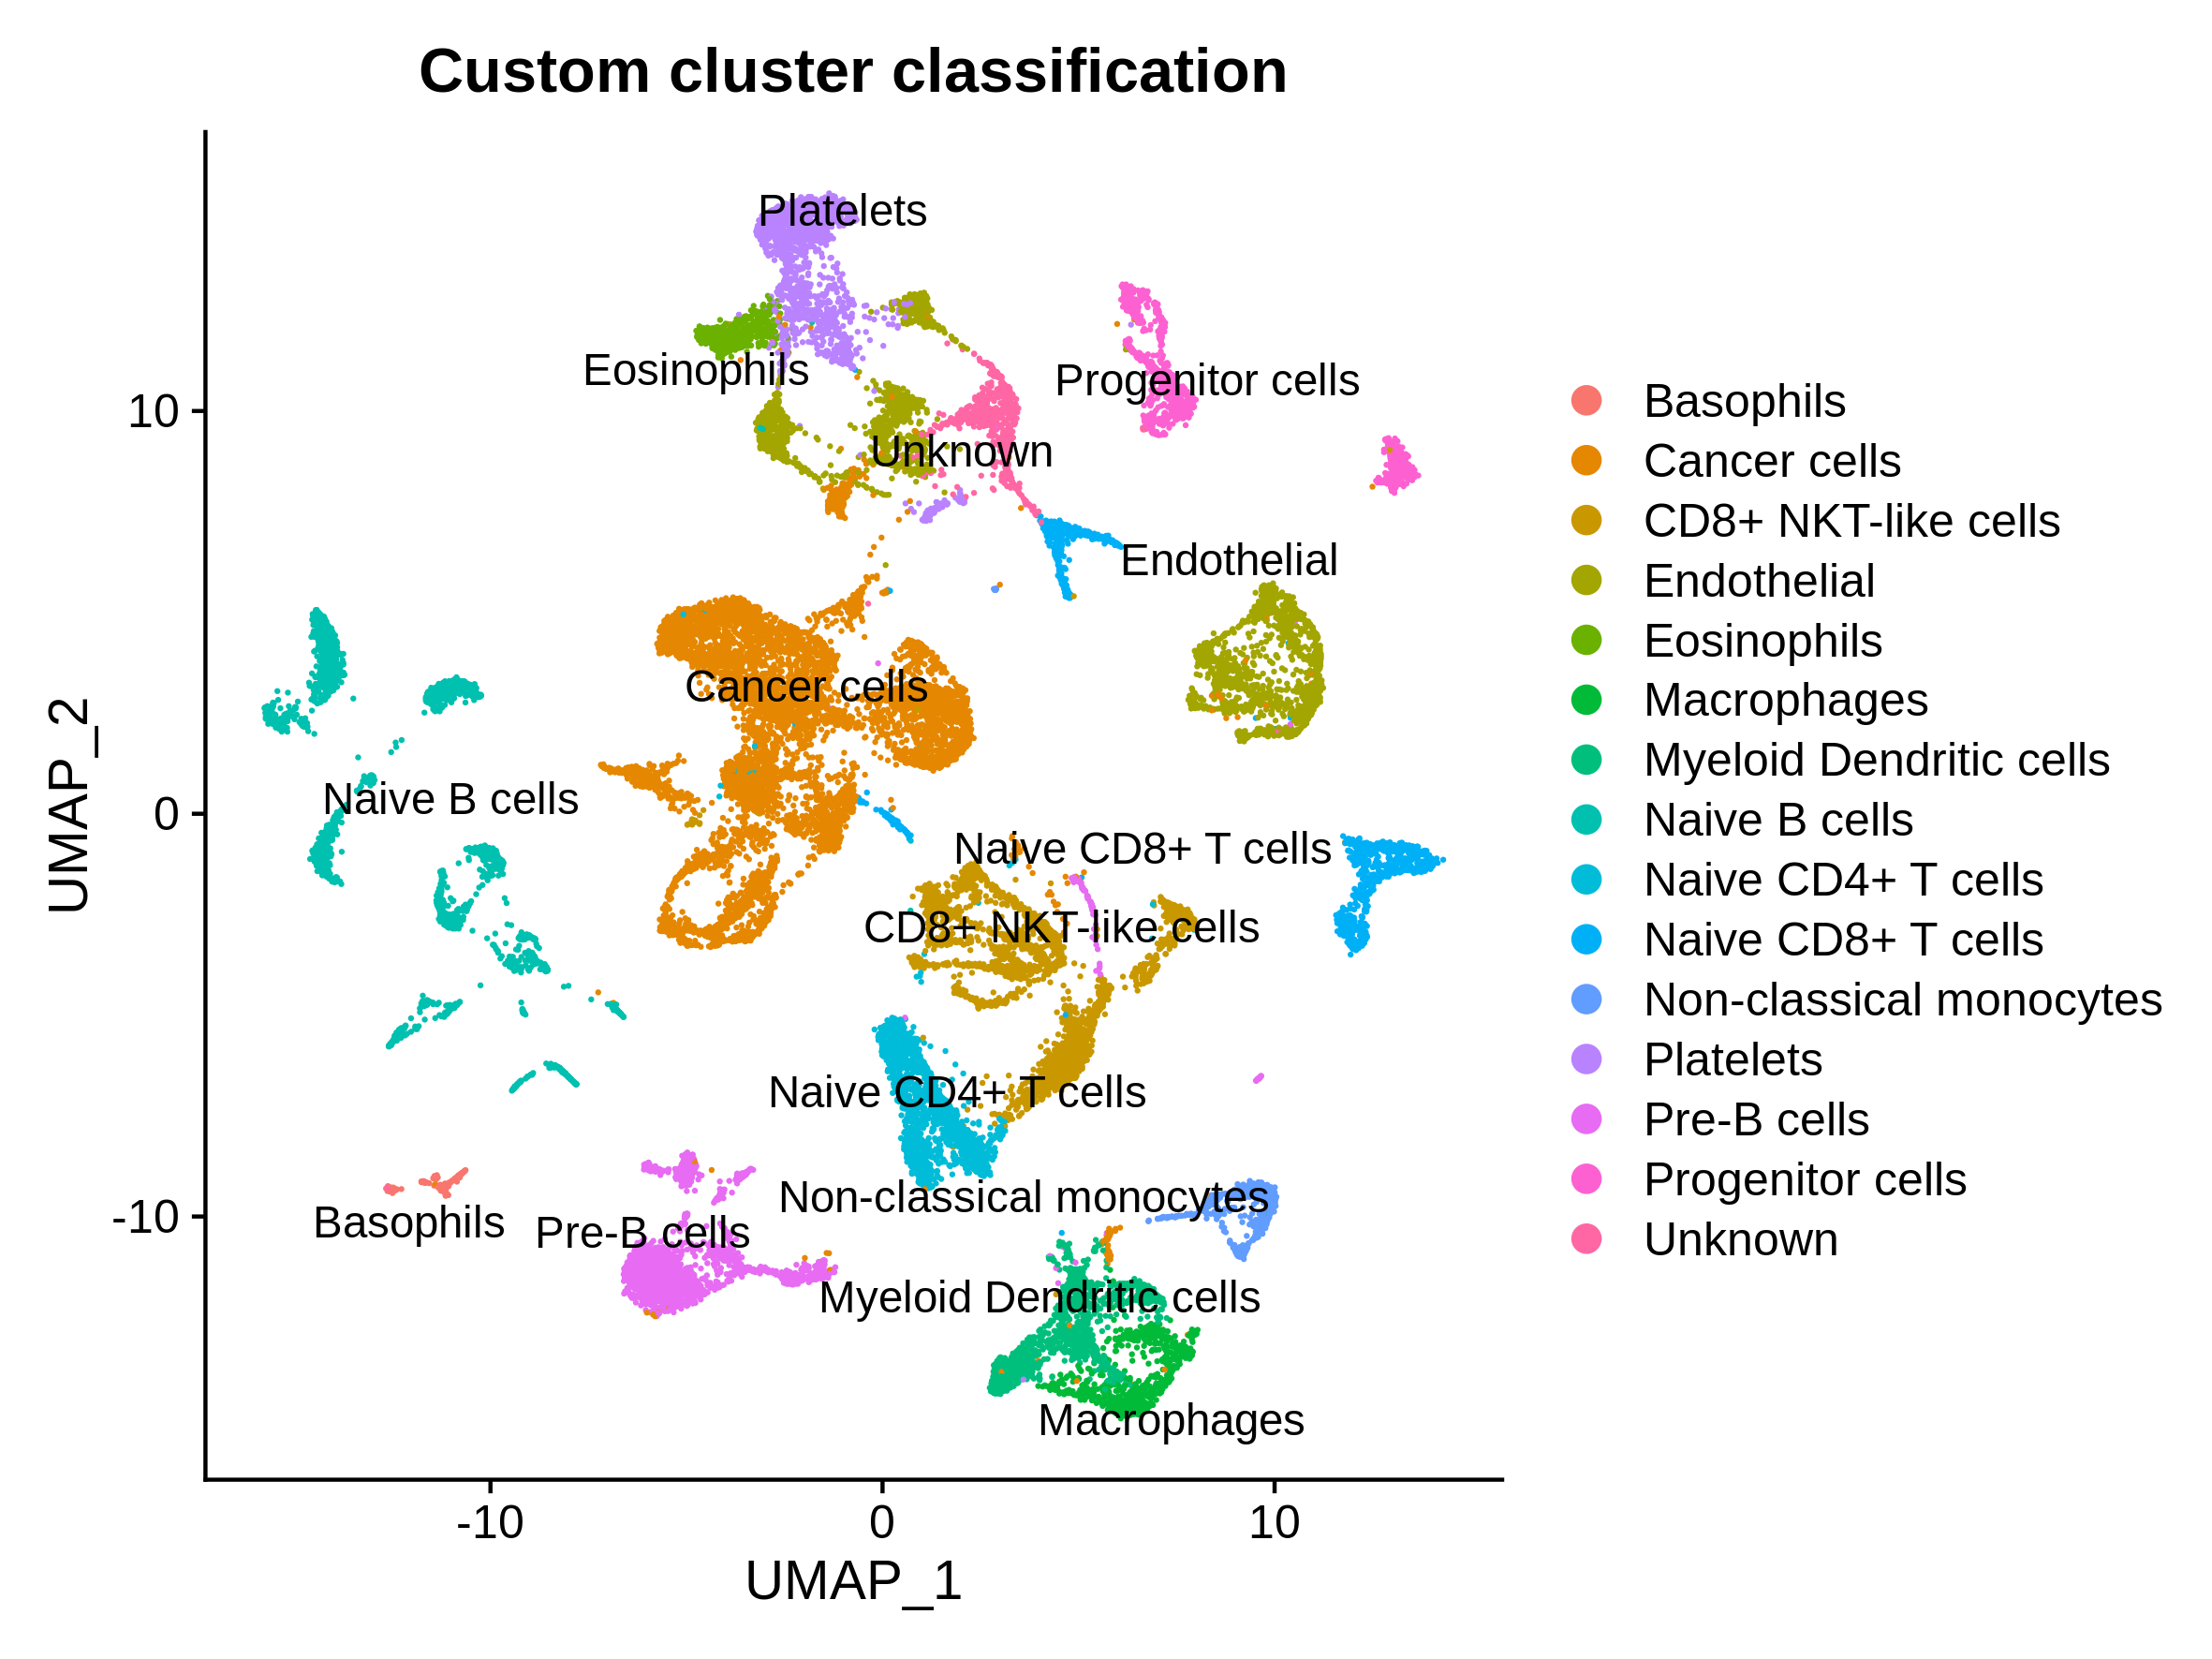 Custom cluster classification
Platelets
Eosinophils
Progenitor cells
Unknown
Endothelial
Cancer cells
Naive B cells
Naive CD8+ T cells
CD8+ NKT-like cells
Naive CD4+ T cells
Non-classical monocytes
Basophils
Pre-B cells
Myeloid Dendritic cells
Macrophages
UMAP_2
10
0
-10
-10
0
10
UMAP_1
Basophils
Cancer cells
CD8+ NKT-like cells
Endothelial
Eosinophils
Macrophages
Myeloid Dendritic cells
Naive B cells
Naive CD4+ T cells
Naive CD8+ T cells
Non-classical monocytes
Platelets
Pre-B cells
Progenitor cells
Unknown